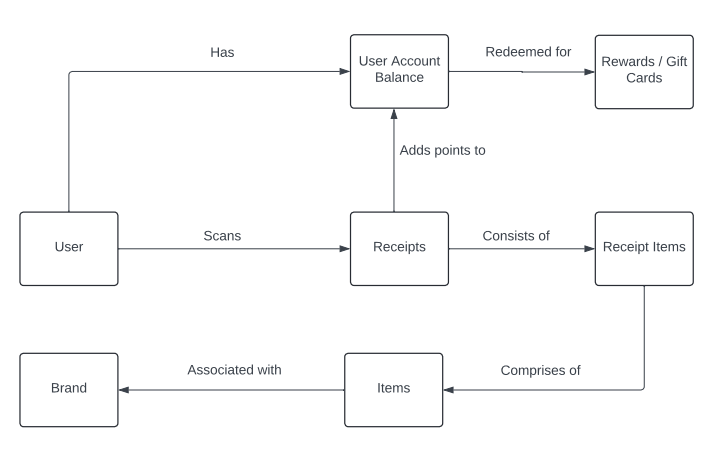 Has
User Account
Balance
Redeemed for
Rewards / Gift
Cards
Adds points to
User
Scans
Receipts
Consists of
Receipt Items
Brand
Associated with
Items
Comprises of